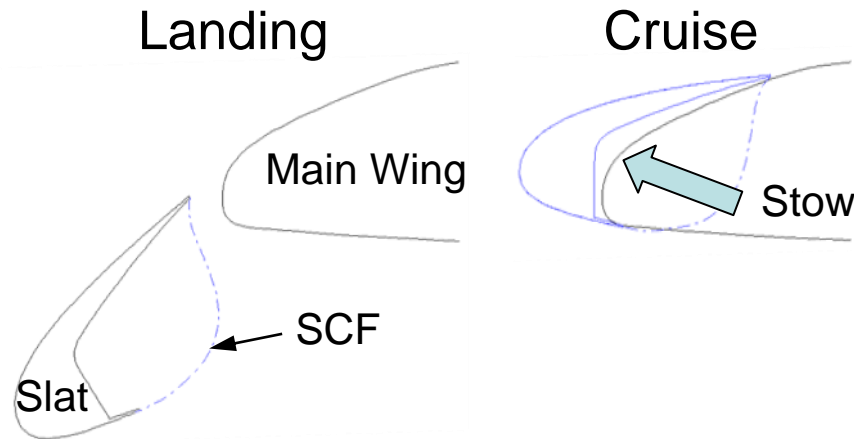 Landing
Cruise
Main Wing
Stow
SCF
Slat